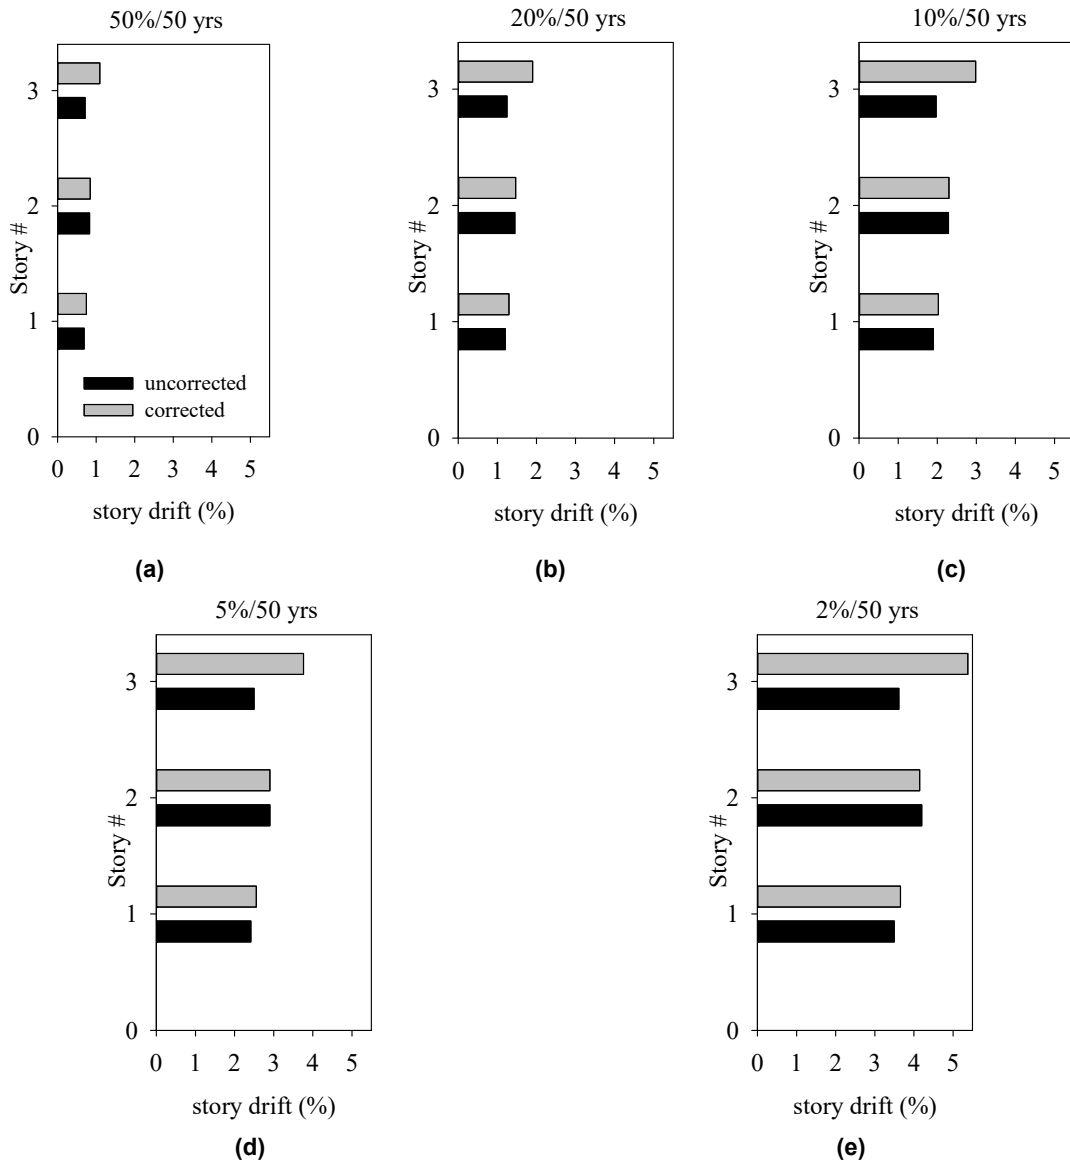 50%/50 yrs
20%/50 yrs
10%/50 yrs
3
2
1
0
Story #
uncorrected
corrected
0 1 2 3 4 5
story drift (%)
(a)
3
2
1
0
Story #
0 1 2 3 4 5
story drift (%)
(b)
3
2
1
0
Story #
0 1 2 3 4 5
story drift (%)
(c)
5%/50 yrs
3
2
1
0
Story #
0 1 2 3 4 5
story drift (%)
(d)
2%/50 yrs
3
2
1
0
Story #
0 1 2 3 4 5
story drift (%)
(e)